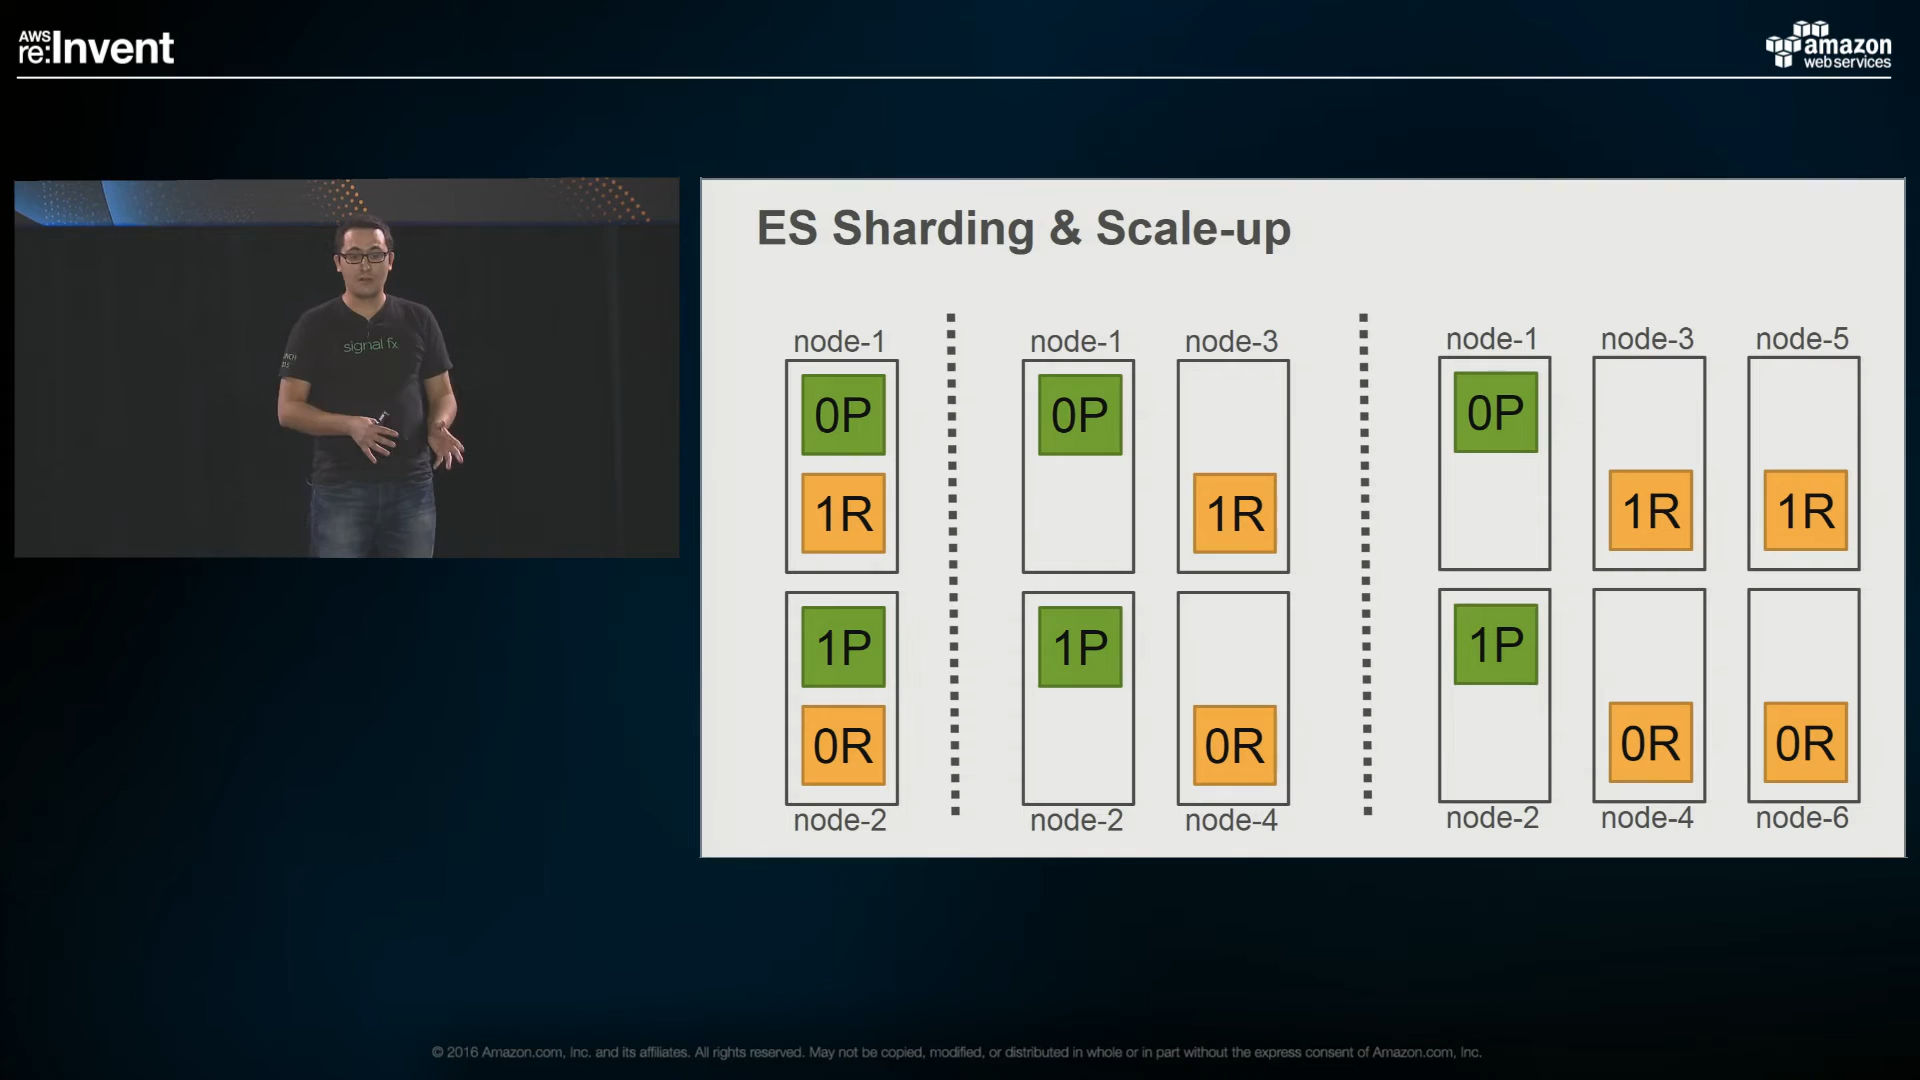 AWS
re:Invent
amazon
web services
signal fx
ES Sharding & Scale-up
node-1
0P
1R
1P
0R
node-2
node-1
node-3
0P
1R
1P
0R
node-2
node-4
node-1
node-3
node-5
0P
1R
1R
1P
0R
0R
node-2
node-4
node-6
© 2016 Amazon.com, Inc. and its affiliates. All rights reserved. May not be copied, modified, or distributed in whole or in part without the express consent of Amazon.com, Inc.